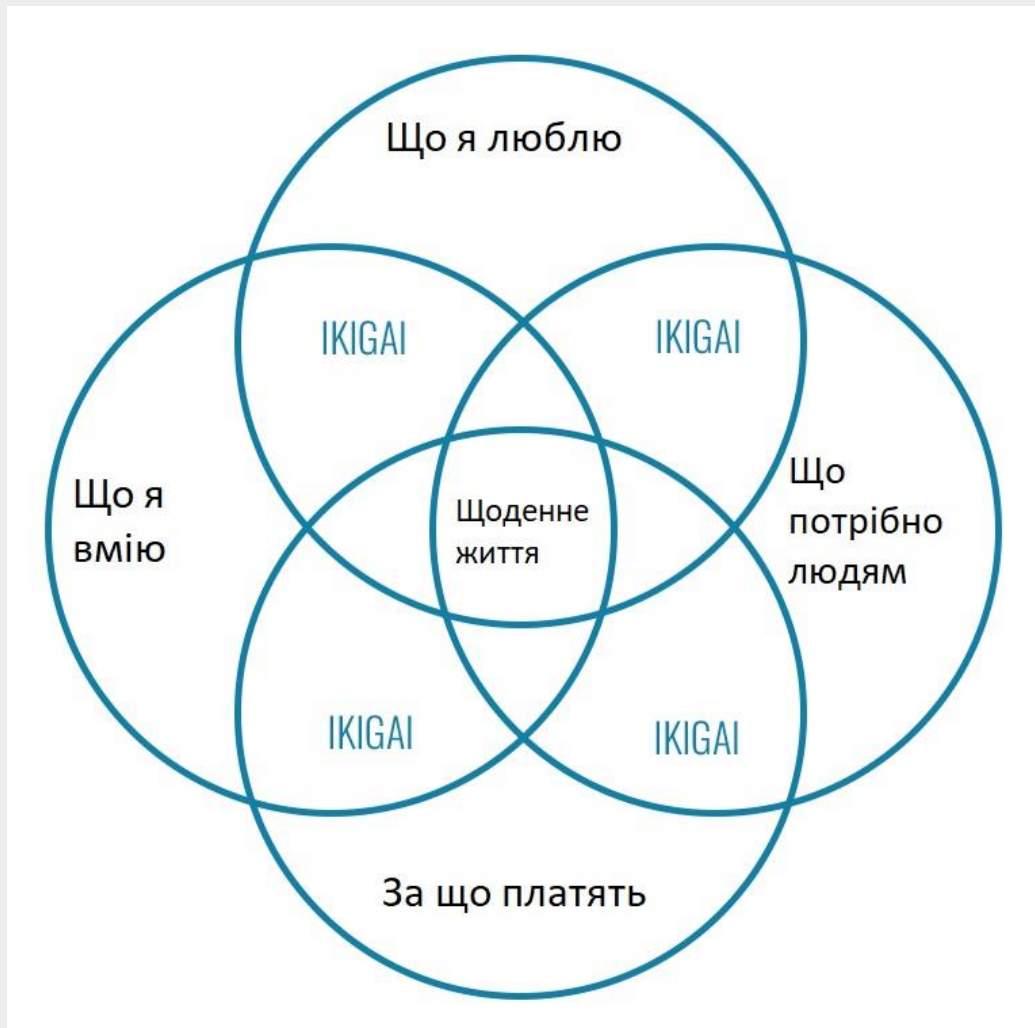 Що я люблю
IKIGAI
IKIGAI
Що я
вмію
Щоденне
життя
Що
потрібно
людям
IKIGAI
IKIGAI
За що платять